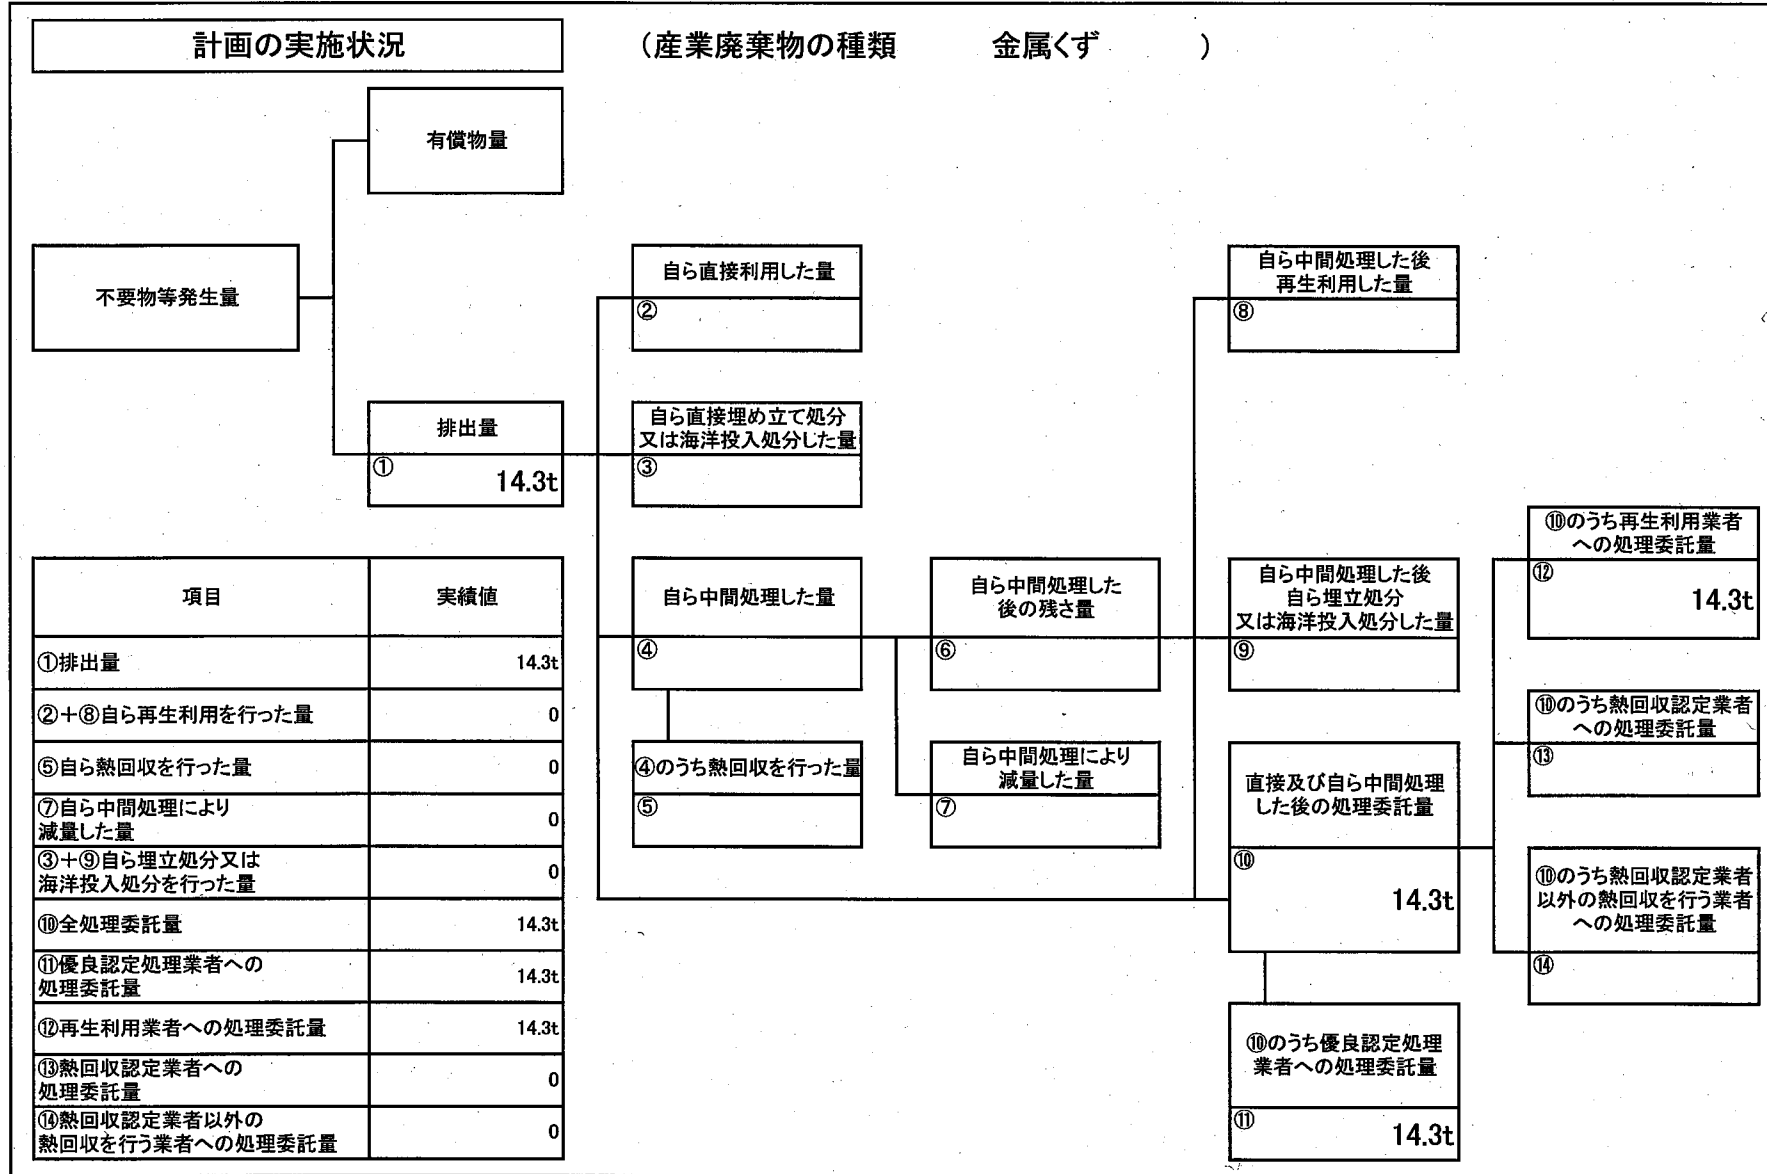 計画の実施状況
（産業廃棄物の種類　金属くず　）
有償物量
不要物等発生量
自ら直接利用した量
②
自ら中間処理した後
再生利用した量
⑧
排出量
①
14.3t
自ら直接埋め立て処分
又は海洋投入処分した量
③
自ら中間処理した量
④
自ら中間処理した
後の残さ量
⑥
自ら中間処理した後
自ら埋立処分
又は海洋投入処分した量
⑨
⑩のうち再生利用業者
への処理委託量
⑫
14.3t
④のうち熱回収を行った量
⑤
自ら中間処理により
減量した量
⑦
直接及び自ら中間処理
した後の処理委託量
⑩
14.3t
⑩のうち熱回収認定業者
への処理委託量
⑬
⑩のうち熱回収認定業者
以外の熱回収を行う業者
への処理委託量
⑭
⑩のうち優良認定処理
業者への処理委託量
⑪
14.3t
項目 実績値
①排出量 14.3t
②＋⑧自ら再生利用を行った量 0
⑤自ら熱回収を行った量 0
⑦自ら中間処理により
減量した量 0
③＋⑨自ら埋立処分又は
海洋投入処分を行った量 0
⑩全処理委託量 14.3t
⑪優良認定処理業者への
処理委託量 14.3t
⑫再生利用業者への処理委託量 14.3t
⑬熱回収認定業者への
処理委託量 0
⑭熱回収認定業者以外の
熱回収を行う業者への処理委託量 0